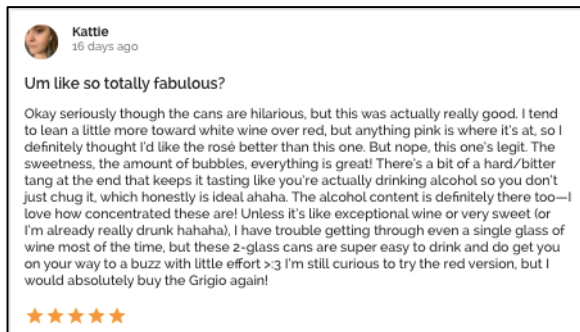 Kattie
16 days ago
Um like so totally fabulous?
Okay seriously though the cans are hilarious, but this was actually really good. I tend
to lean a little more toward white wine over red, but anything pink is where it's at, so I
definitely thought I'd like the rosé better than this one. But nope, this one's legit. The
sweetness, the amount of bubbles, everything is great! There's a bit of a hard/bitter
tang at the end that keeps it tasting like you're actually drinking alcohol so you don't
just chug it, which honestly is ideal ahaha. The alcohol content is definitely there too—I
love how concentrated these are! Unless it's like exceptional wine or very sweet (or
I'm already really drunk hahaha), I have trouble getting through even a single glass of
wine most of the time, but these 2-glass cans are super easy to drink and do get you
on your way to a buzz with little effort >:3 I'm still curious to try the red version, but I
would absolutely buy the Grigio again!